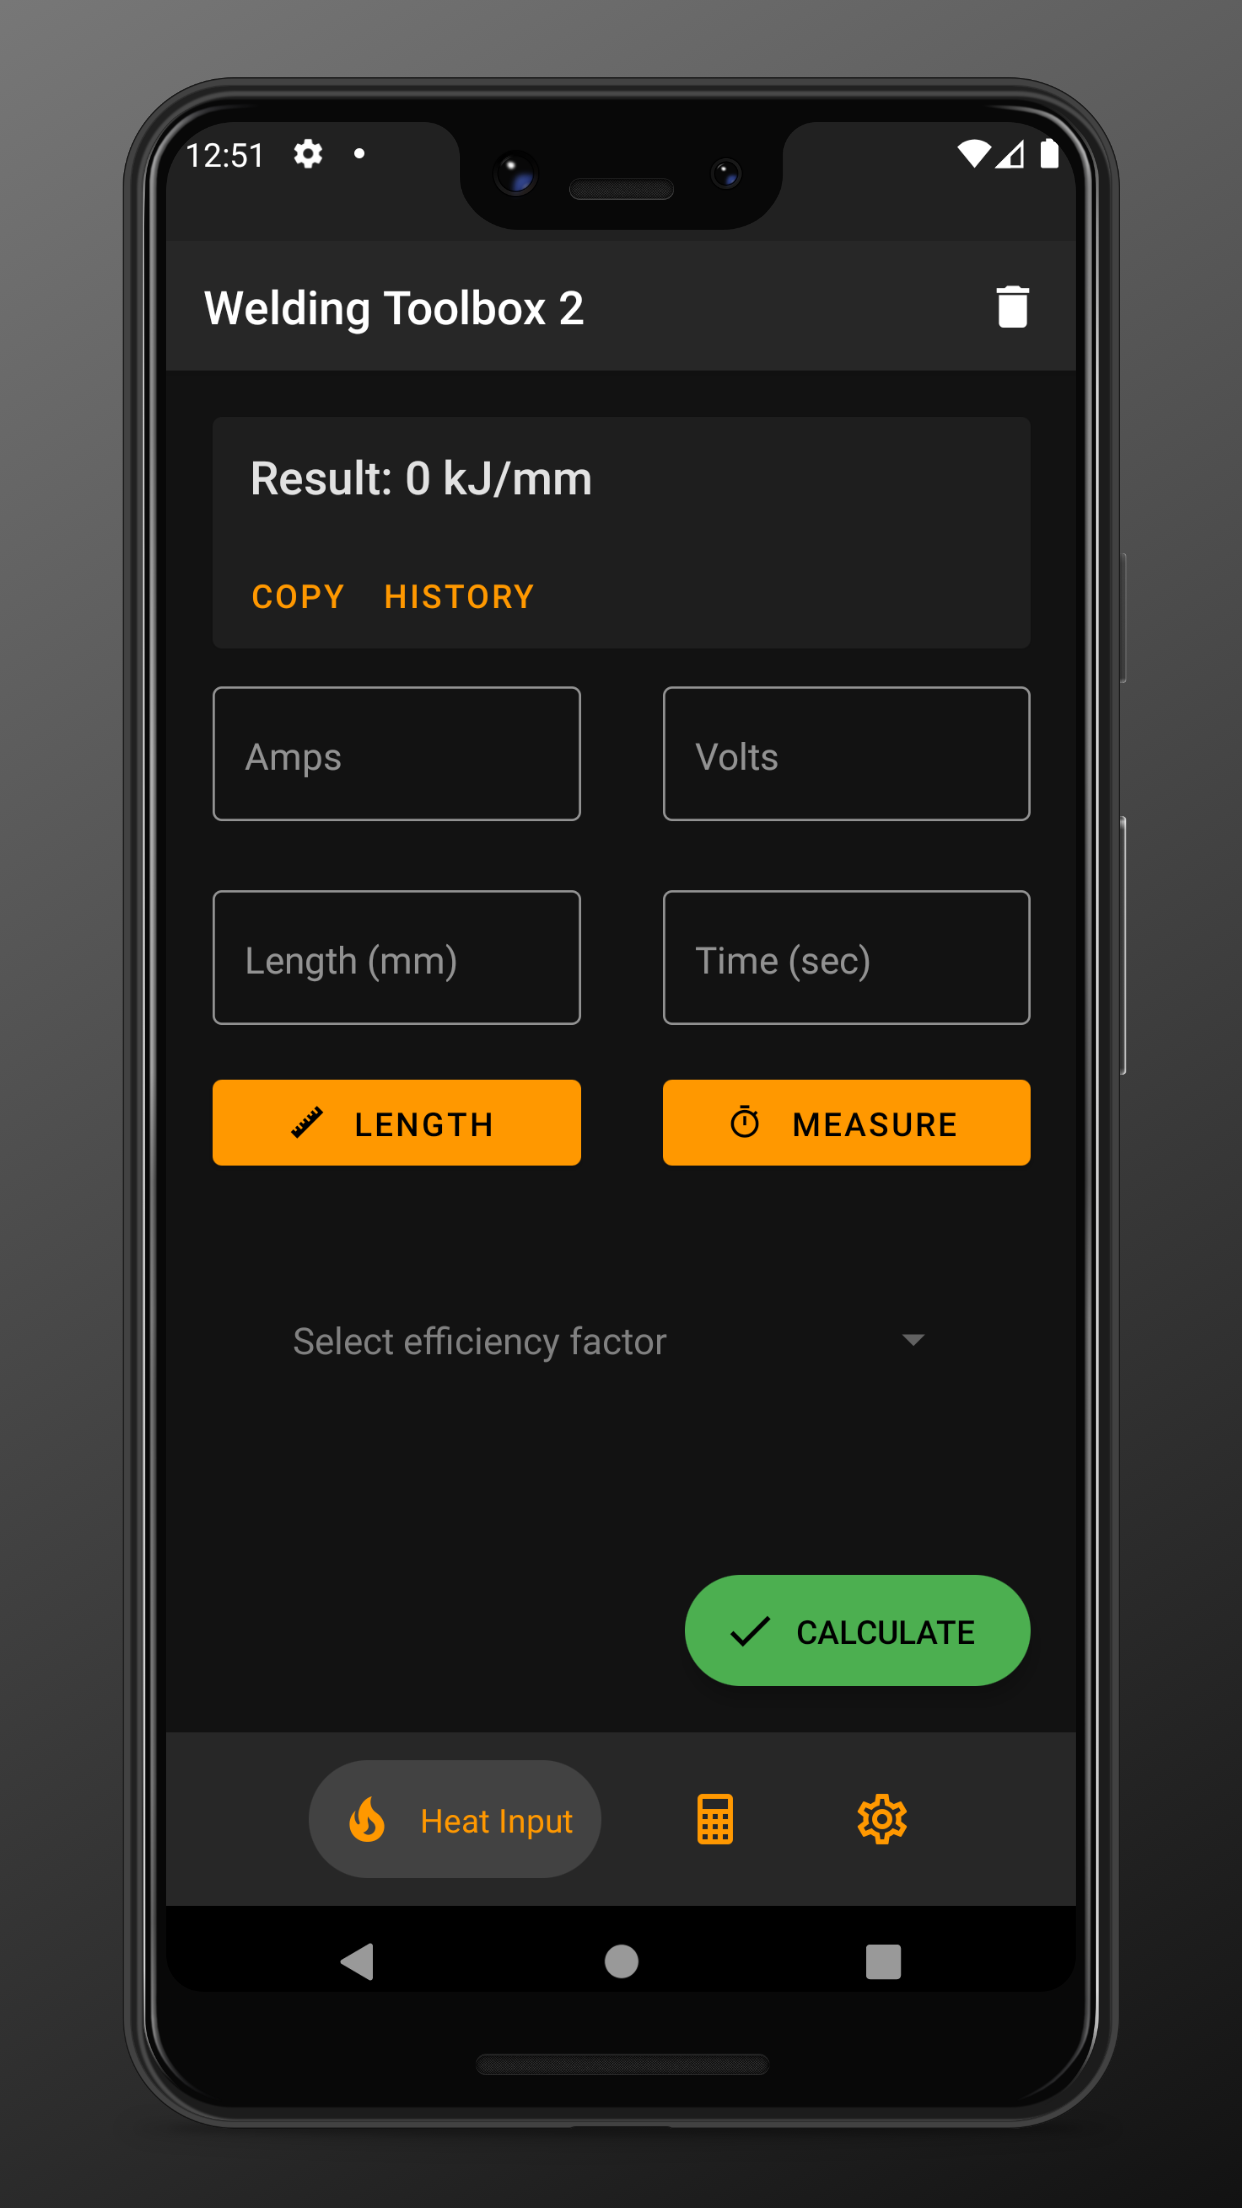 12:51
Welding Toolbox 2
Result: 0 kJ/mm
COPY HISTORY
Amps Volts
Length (mm) Time (sec)
LENGTH MEASURE
Select efficiency factor
CALCULATE
Heat Input